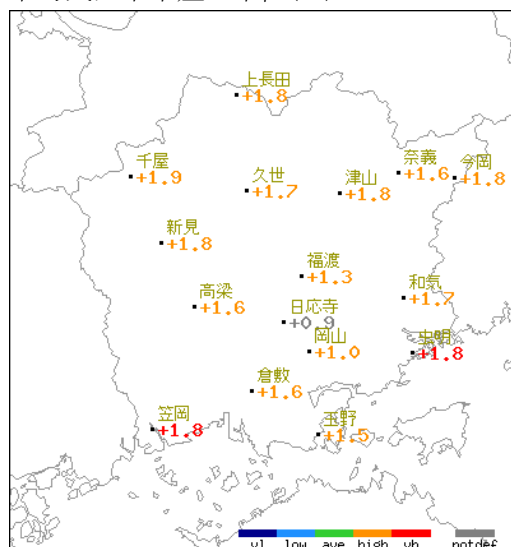 上長田
+1.8
千屋
+1.9
久世
+1.7
津山
+1.8
奈義
+1.6
今岡
+1.8
新見
+1.8
福渡
+1.3
高梁
+1.6
日応寺
+0.9
和気
+1.7
岡山
+1.0
虫明
+1.8
倉敷
+1.6
笠岡
+1.8
玉野
+1.5
vl low ave high vh notdef